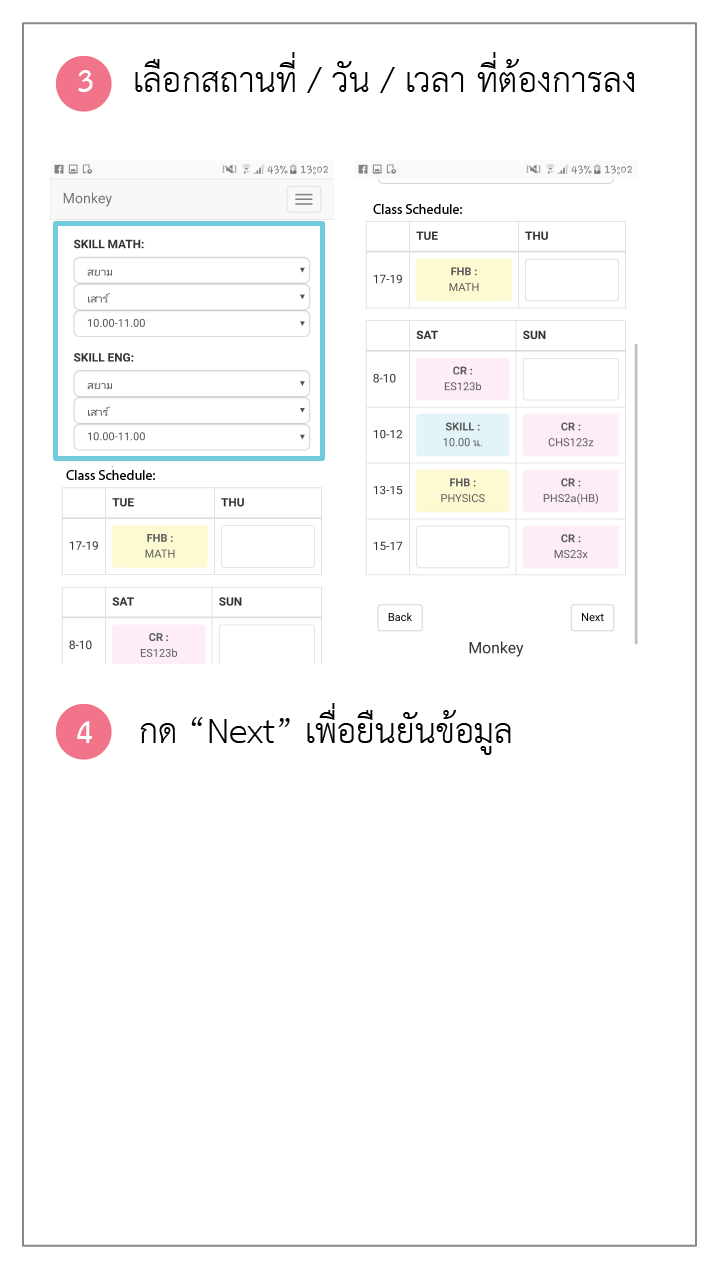 3 เลือกสถานที่ / วัน / เวลา ที่ต้องการลง
43% 13:02
Monkey
SKILL MATH:
สยาม
เสาร์
10.00-11.00
SKILL ENG:
สยาม
เสาร์
10.00-11.00
Class Schedule:
TUE THU
17-19 FHB :
MATH
SAT SUN
8-10 CR :
ES123b
43% 13:02
Class Schedule:
TUE THU
17-19 FHB :
MATH
SAT SUN
8-10 CR :
ES123b
10-12 SKILL : CR :
10.00 น. CHS123z
13-15 FHB : CR :
PHYSICS PHS2a(HB)
15-17 CR :
MS23x
Back Next
Monkey
4 กด “Next” เพื่อยืนยันข้อมูล